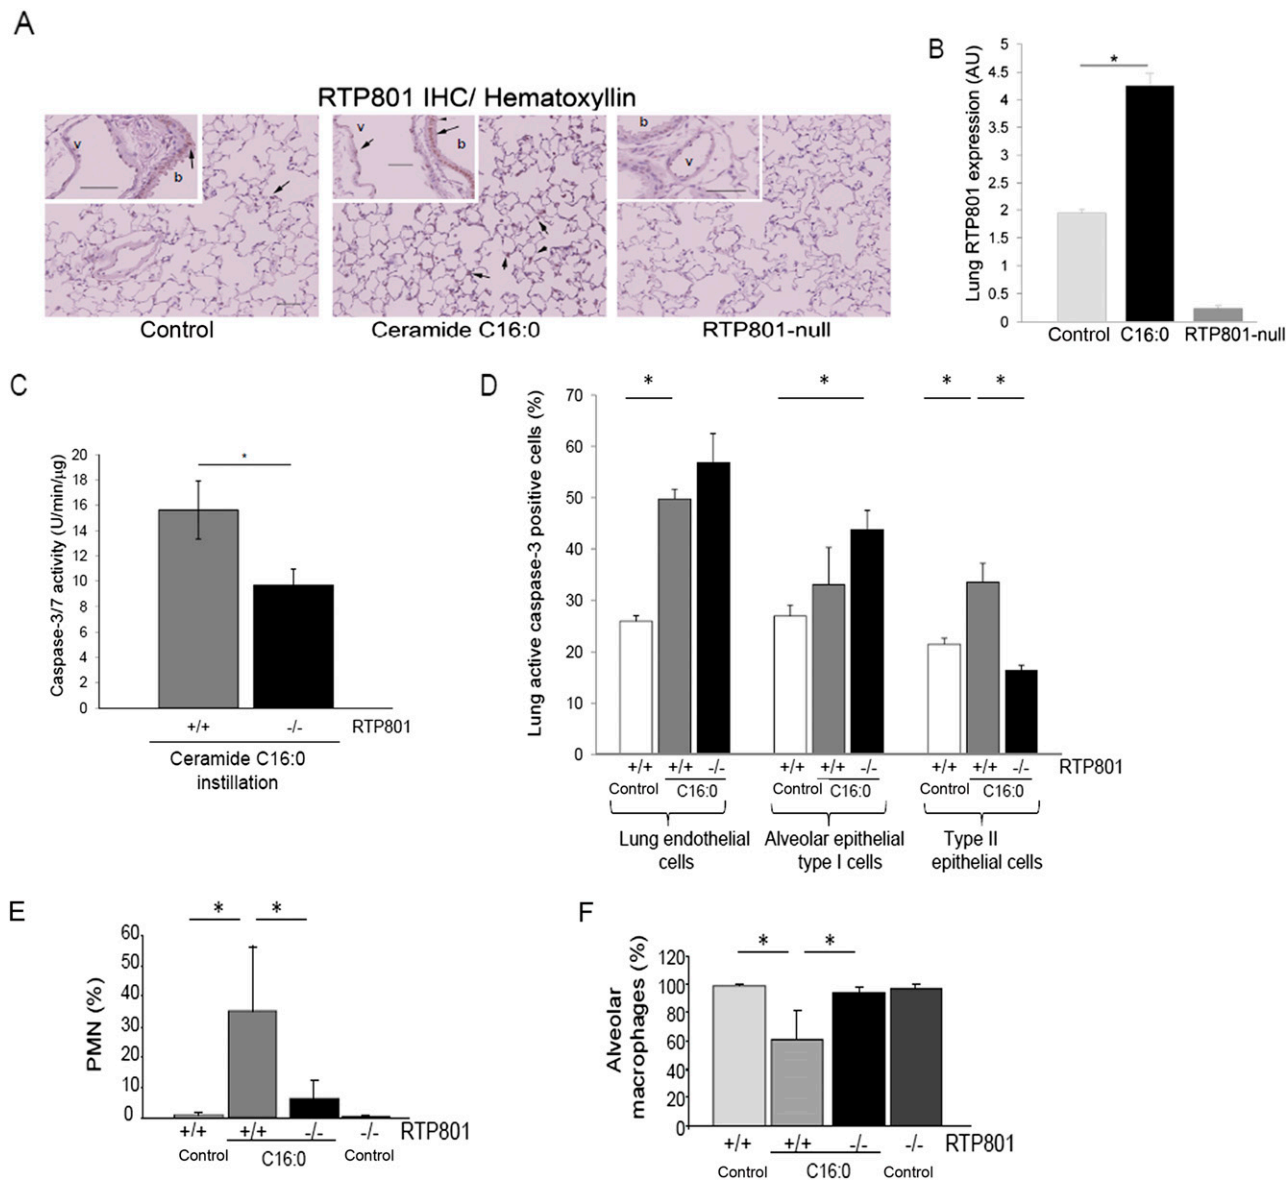 A
RTP801 IHC/ Hematoxyllin
v
b
v
b
b
v
Control
Ceramide C16:0
RTP801-null
B
Lung RTP801 expression (AU)
5
4.5
4
3.5
3
2.5
2
1.5
1
0.5
0
*
Control C16:0 RTP801-null
C
Caspase-3/7 activity (U/min/µg)
20
18
16
14
12
10
8
6
4
2
0
*
+/+ -/- RTP801
Ceramide C16:0
instillation
D
Lung active caspase-3 positive cells (%)
70
60
50
40
30
20
10
0
* * * *
+/+ +/+ -/- +/+ +/+ -/- +/+ +/+ -/- RTP801
Control C16:0 Control C16:0 Control C16:0
Lung endothelial
cells
Alveolar epithelial
type I cells
Type II
epithelial cells
E
PMN (%)
60
50
40
30
20
10
0
* *
+/+ +/+ -/- -/- RTP801
Control C16:0 Control
F
Alveolar
macrophages (%)
120
100
80
60
40
20
0
* *
+/+ +/+ -/- -/- RTP801
Control C16:0 Control